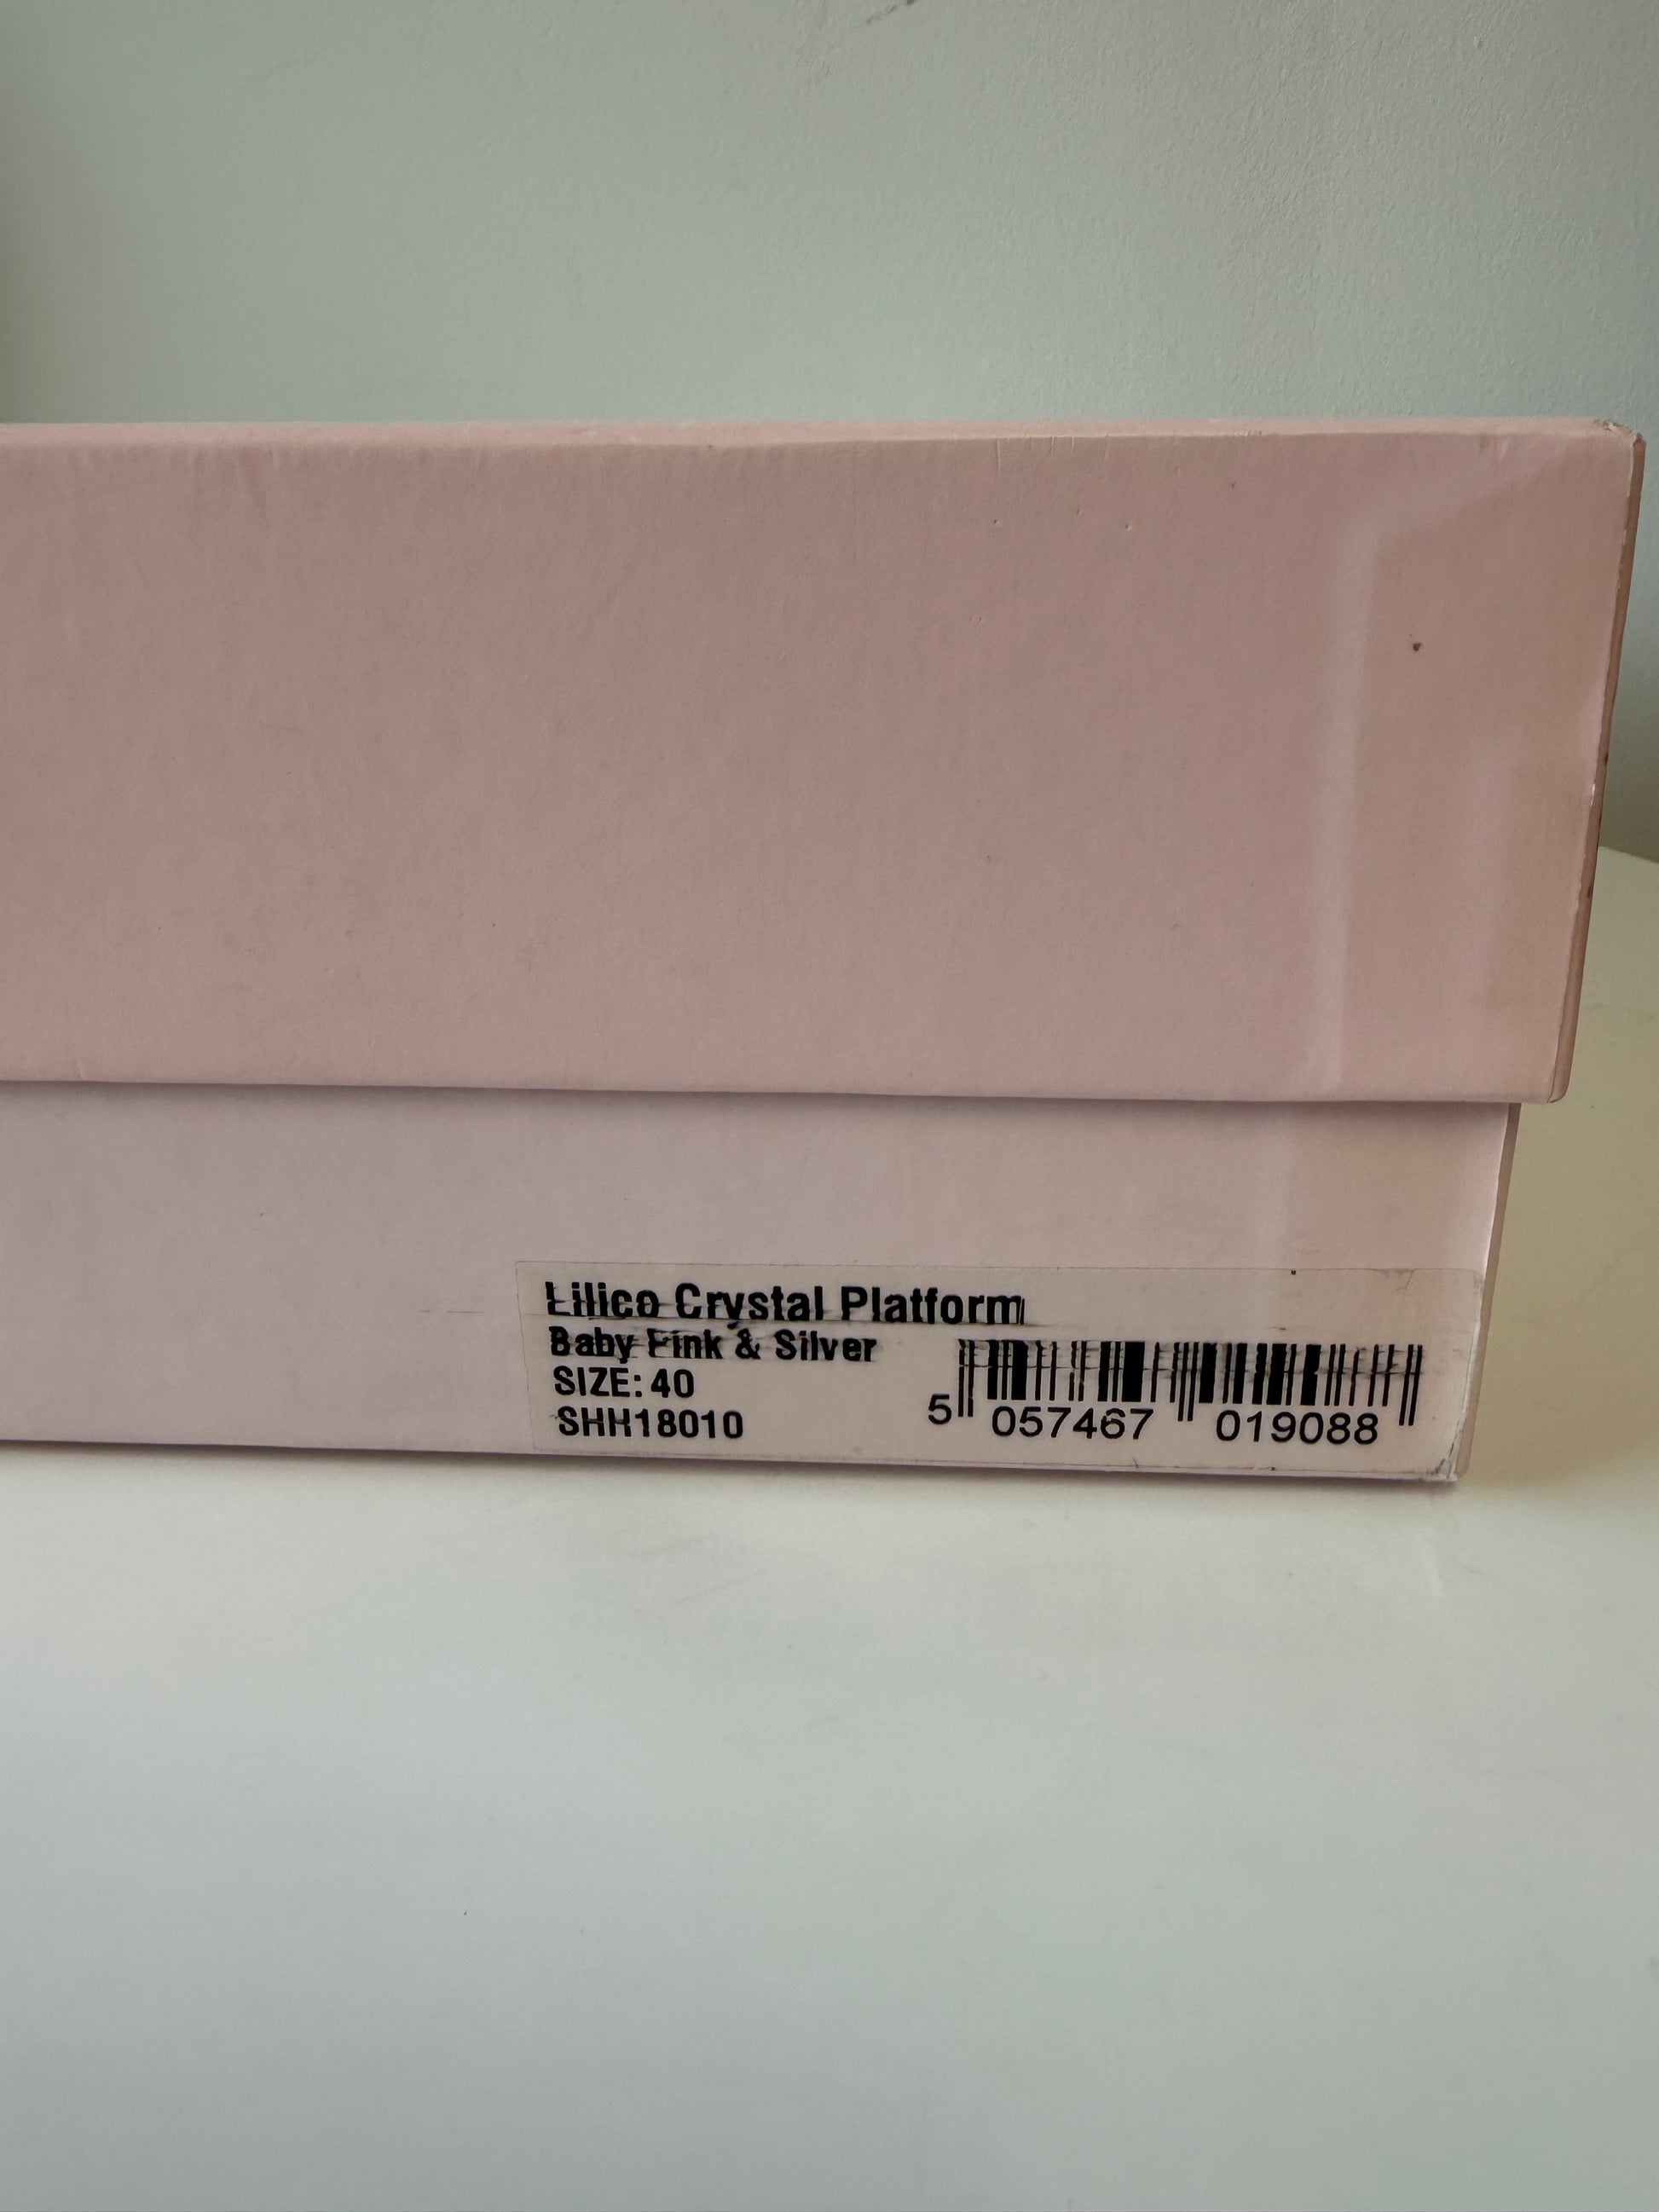 Lilico Crystal Platform
Baby Pink & Silver
SIZE: 40
SHH18010
5 057467 019088